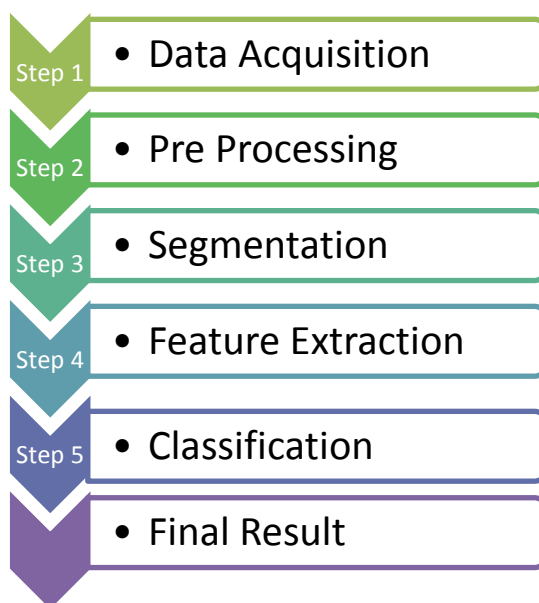 Step 1
• Data Acquisition
Step 2
• Pre Processing
Step 3
• Segmentation
Step 4
• Feature Extraction
Step 5
• Classification
• Final Result